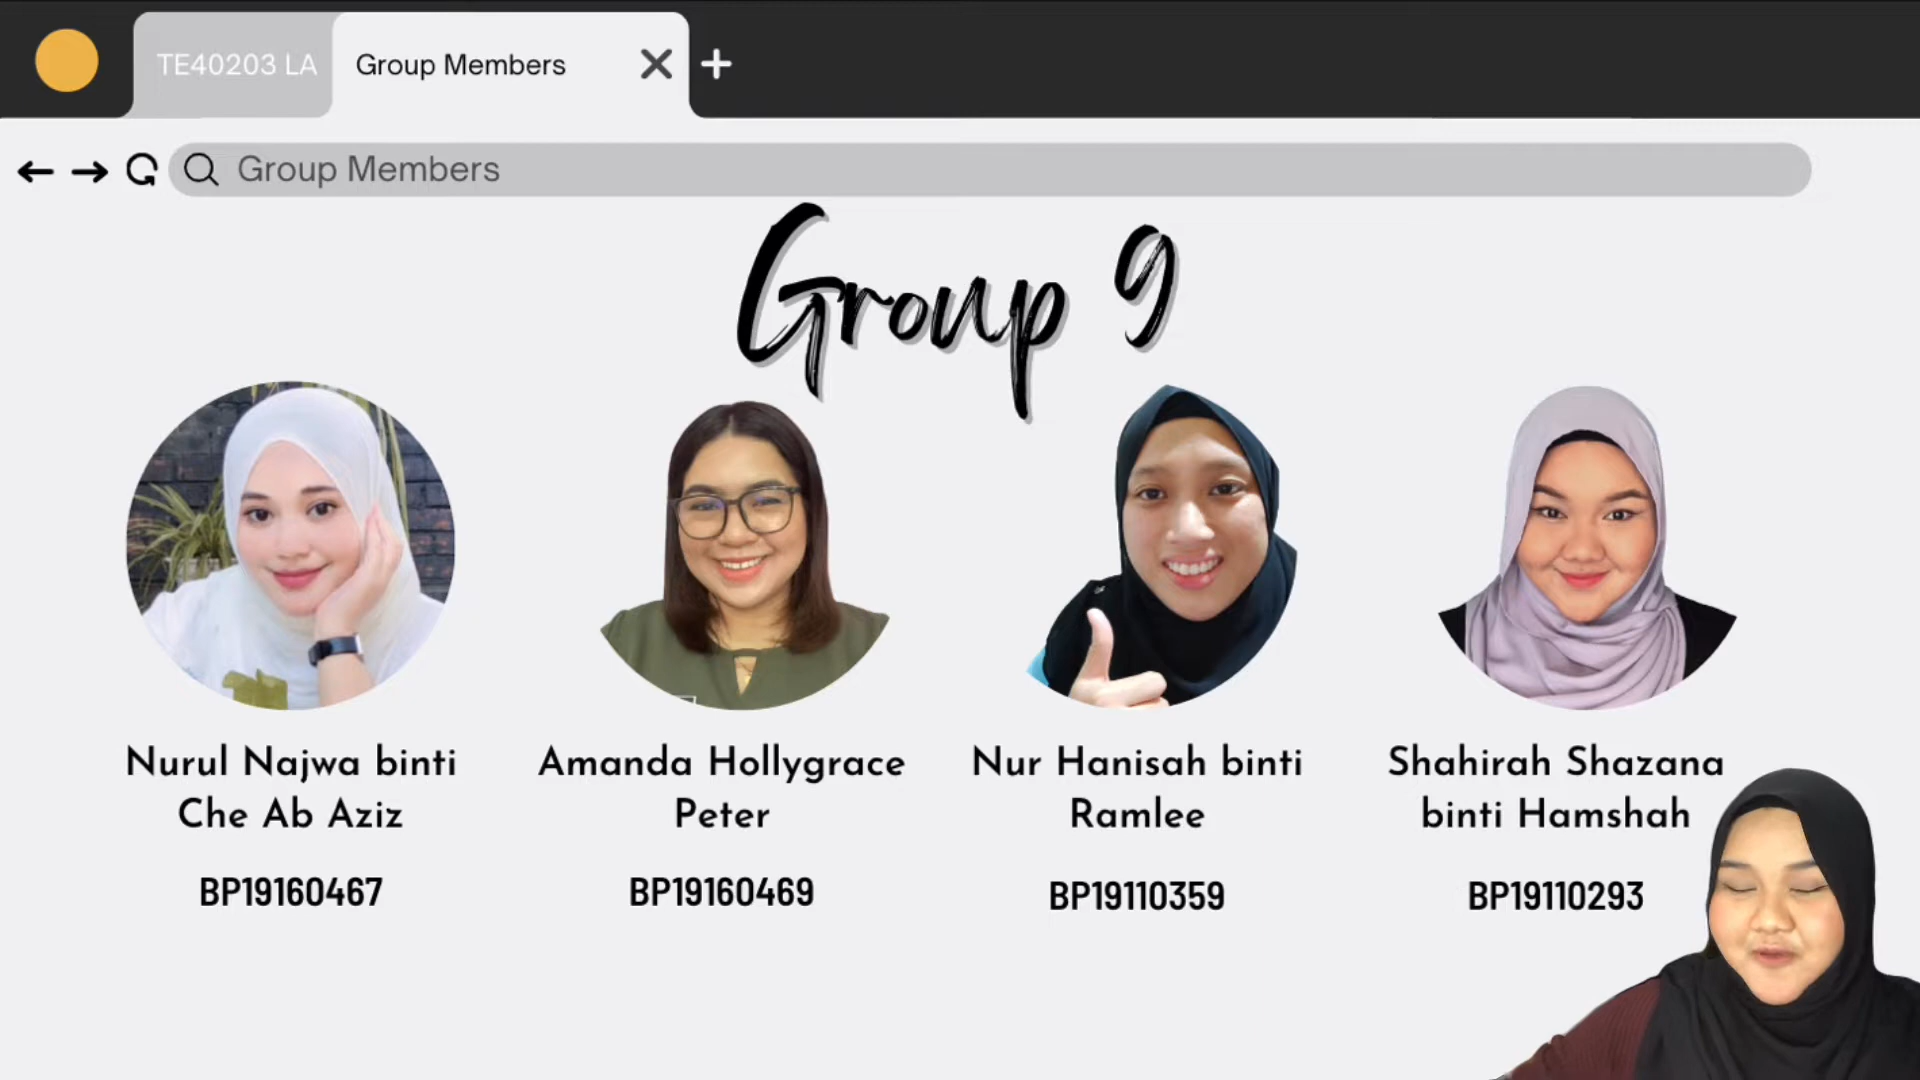 TE40203 LA
Group Members
Group Members
Group 9
Nurul Najwa binti
Che Ab Aziz
BP19160467
Amanda Hollygrace
Peter
BP19160469
Nur Hanisah binti
Ramlee
BP19110359
Shahirah Shazana
binti Hamshah
BP19110293